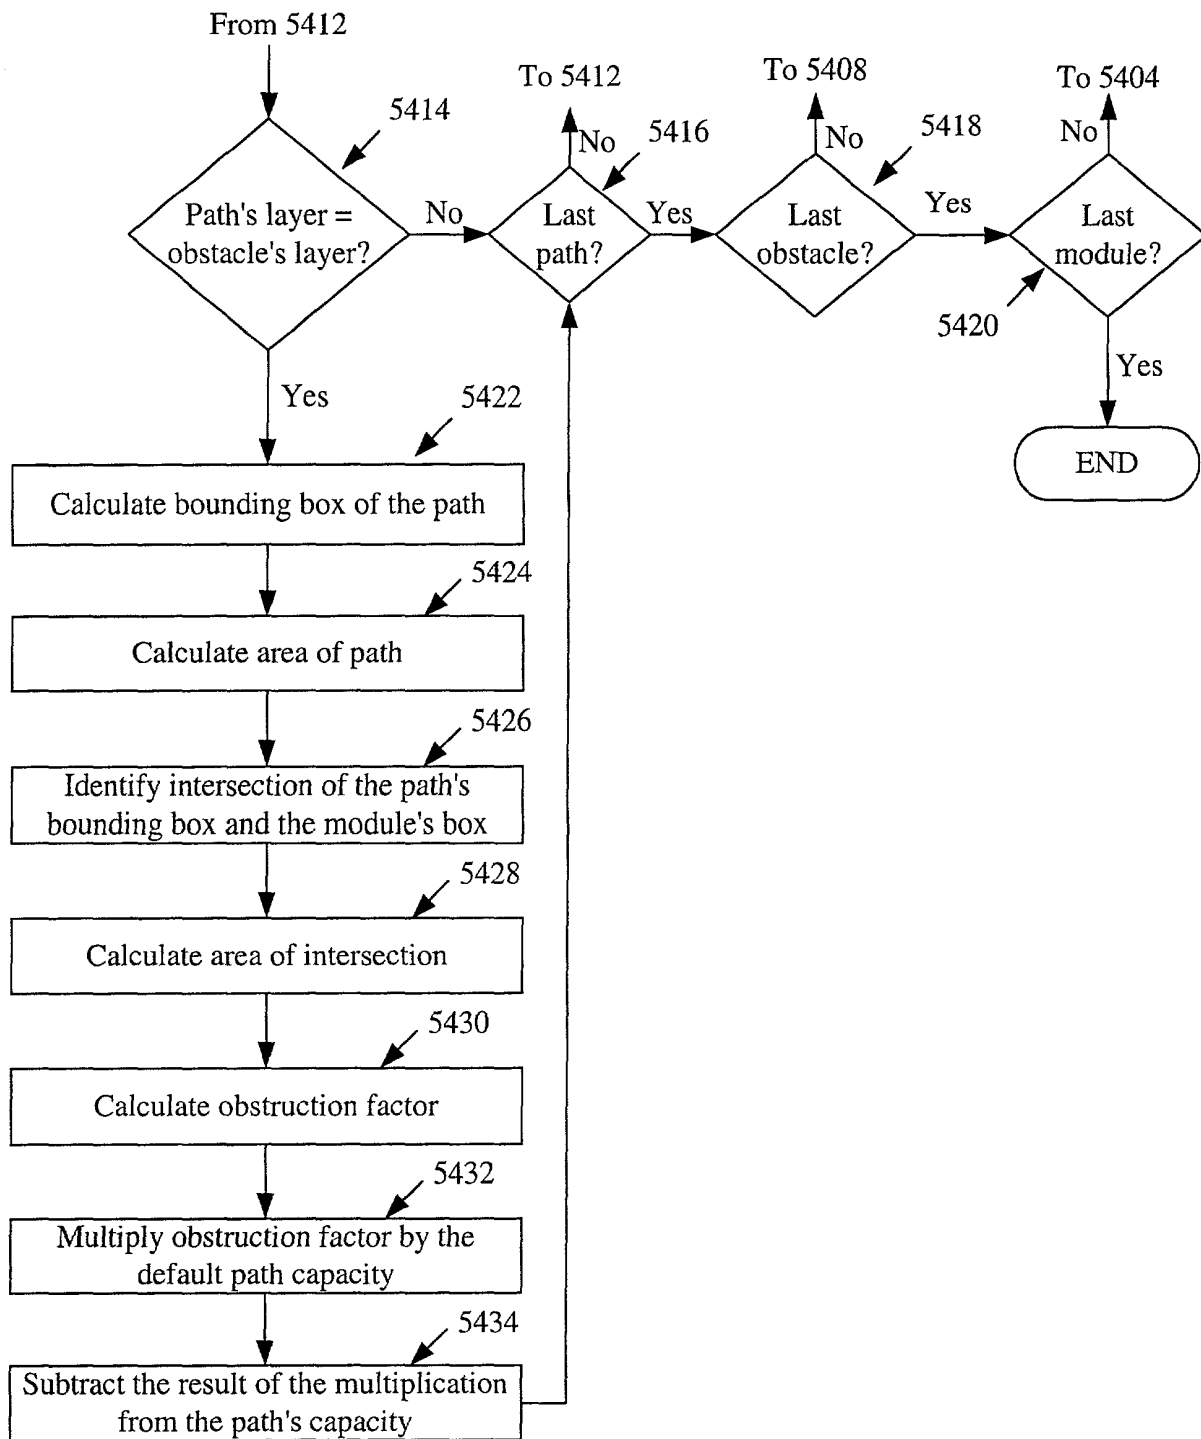 From 5412
To 5412
To 5408
To 5404
5414
No
5416
No
5418
No
Path's layer =
obstacle's layer?
No
Last
path?
Yes
Last
obstacle?
Yes
Last
module?
5420
Yes
Yes
END
5422
Calculate bounding box of the path
5424
Calculate area of path
5426
Identify intersection of the path's
bounding box and the module's box
5428
Calculate area of intersection
5430
Calculate obstruction factor
5432
Multiply obstruction factor by the
default path capacity
5434
Subtract the result of the multiplication
from the path's capacity